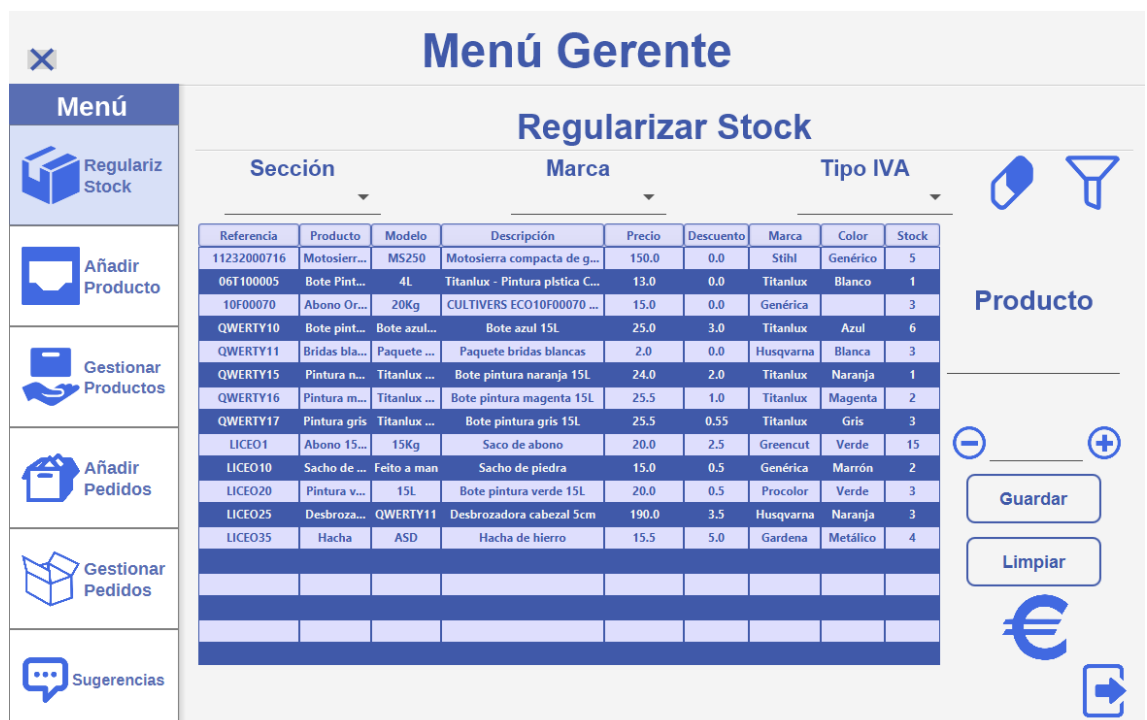 Menú Gerente
Menú
Regulariz
Stock
Añadir
Producto
Gestionar
Productos
Añadir
Pedidos
Gestionar
Pedidos
Sugerencias
Regularizar Stock
Sección Marca Tipo IVA
Referencia Producto Modelo Descripción Precio Descuento Marca Color Stock
11232000716 Motosierr... MS250 Motosierra compacta de g... 150.0 0.0 Stihl Genérico 5
06T100005 Bote Pint... 4L Titanlux - Pintura plstica C... 13.0 0.0 Titanlux Blanco 1
10F00070 Abono Or... 20Kg CULTIVERS ECO10F00070 ... 15.0 0.0 Genérica 3
QWERTY10 Bote pint... Bote azul... Bote azul 15L 25.0 3.0 Titanlux Azul 6
QWERTY11 Bridas bla... Paquete ... Paquete bridas blancas 2.0 0.0 Husqvarna Blanca 3
QWERTY15 Pintura n... Titanlux ... Bote pintura naranja 15L 24.0 2.0 Titanlux Naranja 1
QWERTY16 Pintura m... Titanlux ... Bote pintura magenta 15L 25.5 1.0 Titanlux Magenta 2
QWERTY17 Pintura gris Titanlux ... Bote pintura gris 15L 25.5 0.55 Titanlux Gris 3
LICEO1 Abono 15... 15Kg Saco de abono 20.0 2.5 Greencut Verde 15
LICEO10 Sacho de ... Feito a man Sacho de piedra 15.0 0.5 Genérica Marrón 2
LICEO20 Pintura v... 15L Bote pintura verde 15L 20.0 0.5 Procolor Verde 3
LICEO25 Desbroza... QWERTY11 Desbrozadora cabezal 5cm 190.0 3.5 Husqvarna Naranja 3
LICEO35 Hacha ASD Hacha de hierro 15.5 5.0 Gardena Metálico 4
Producto
Guardar
Limpiar
€